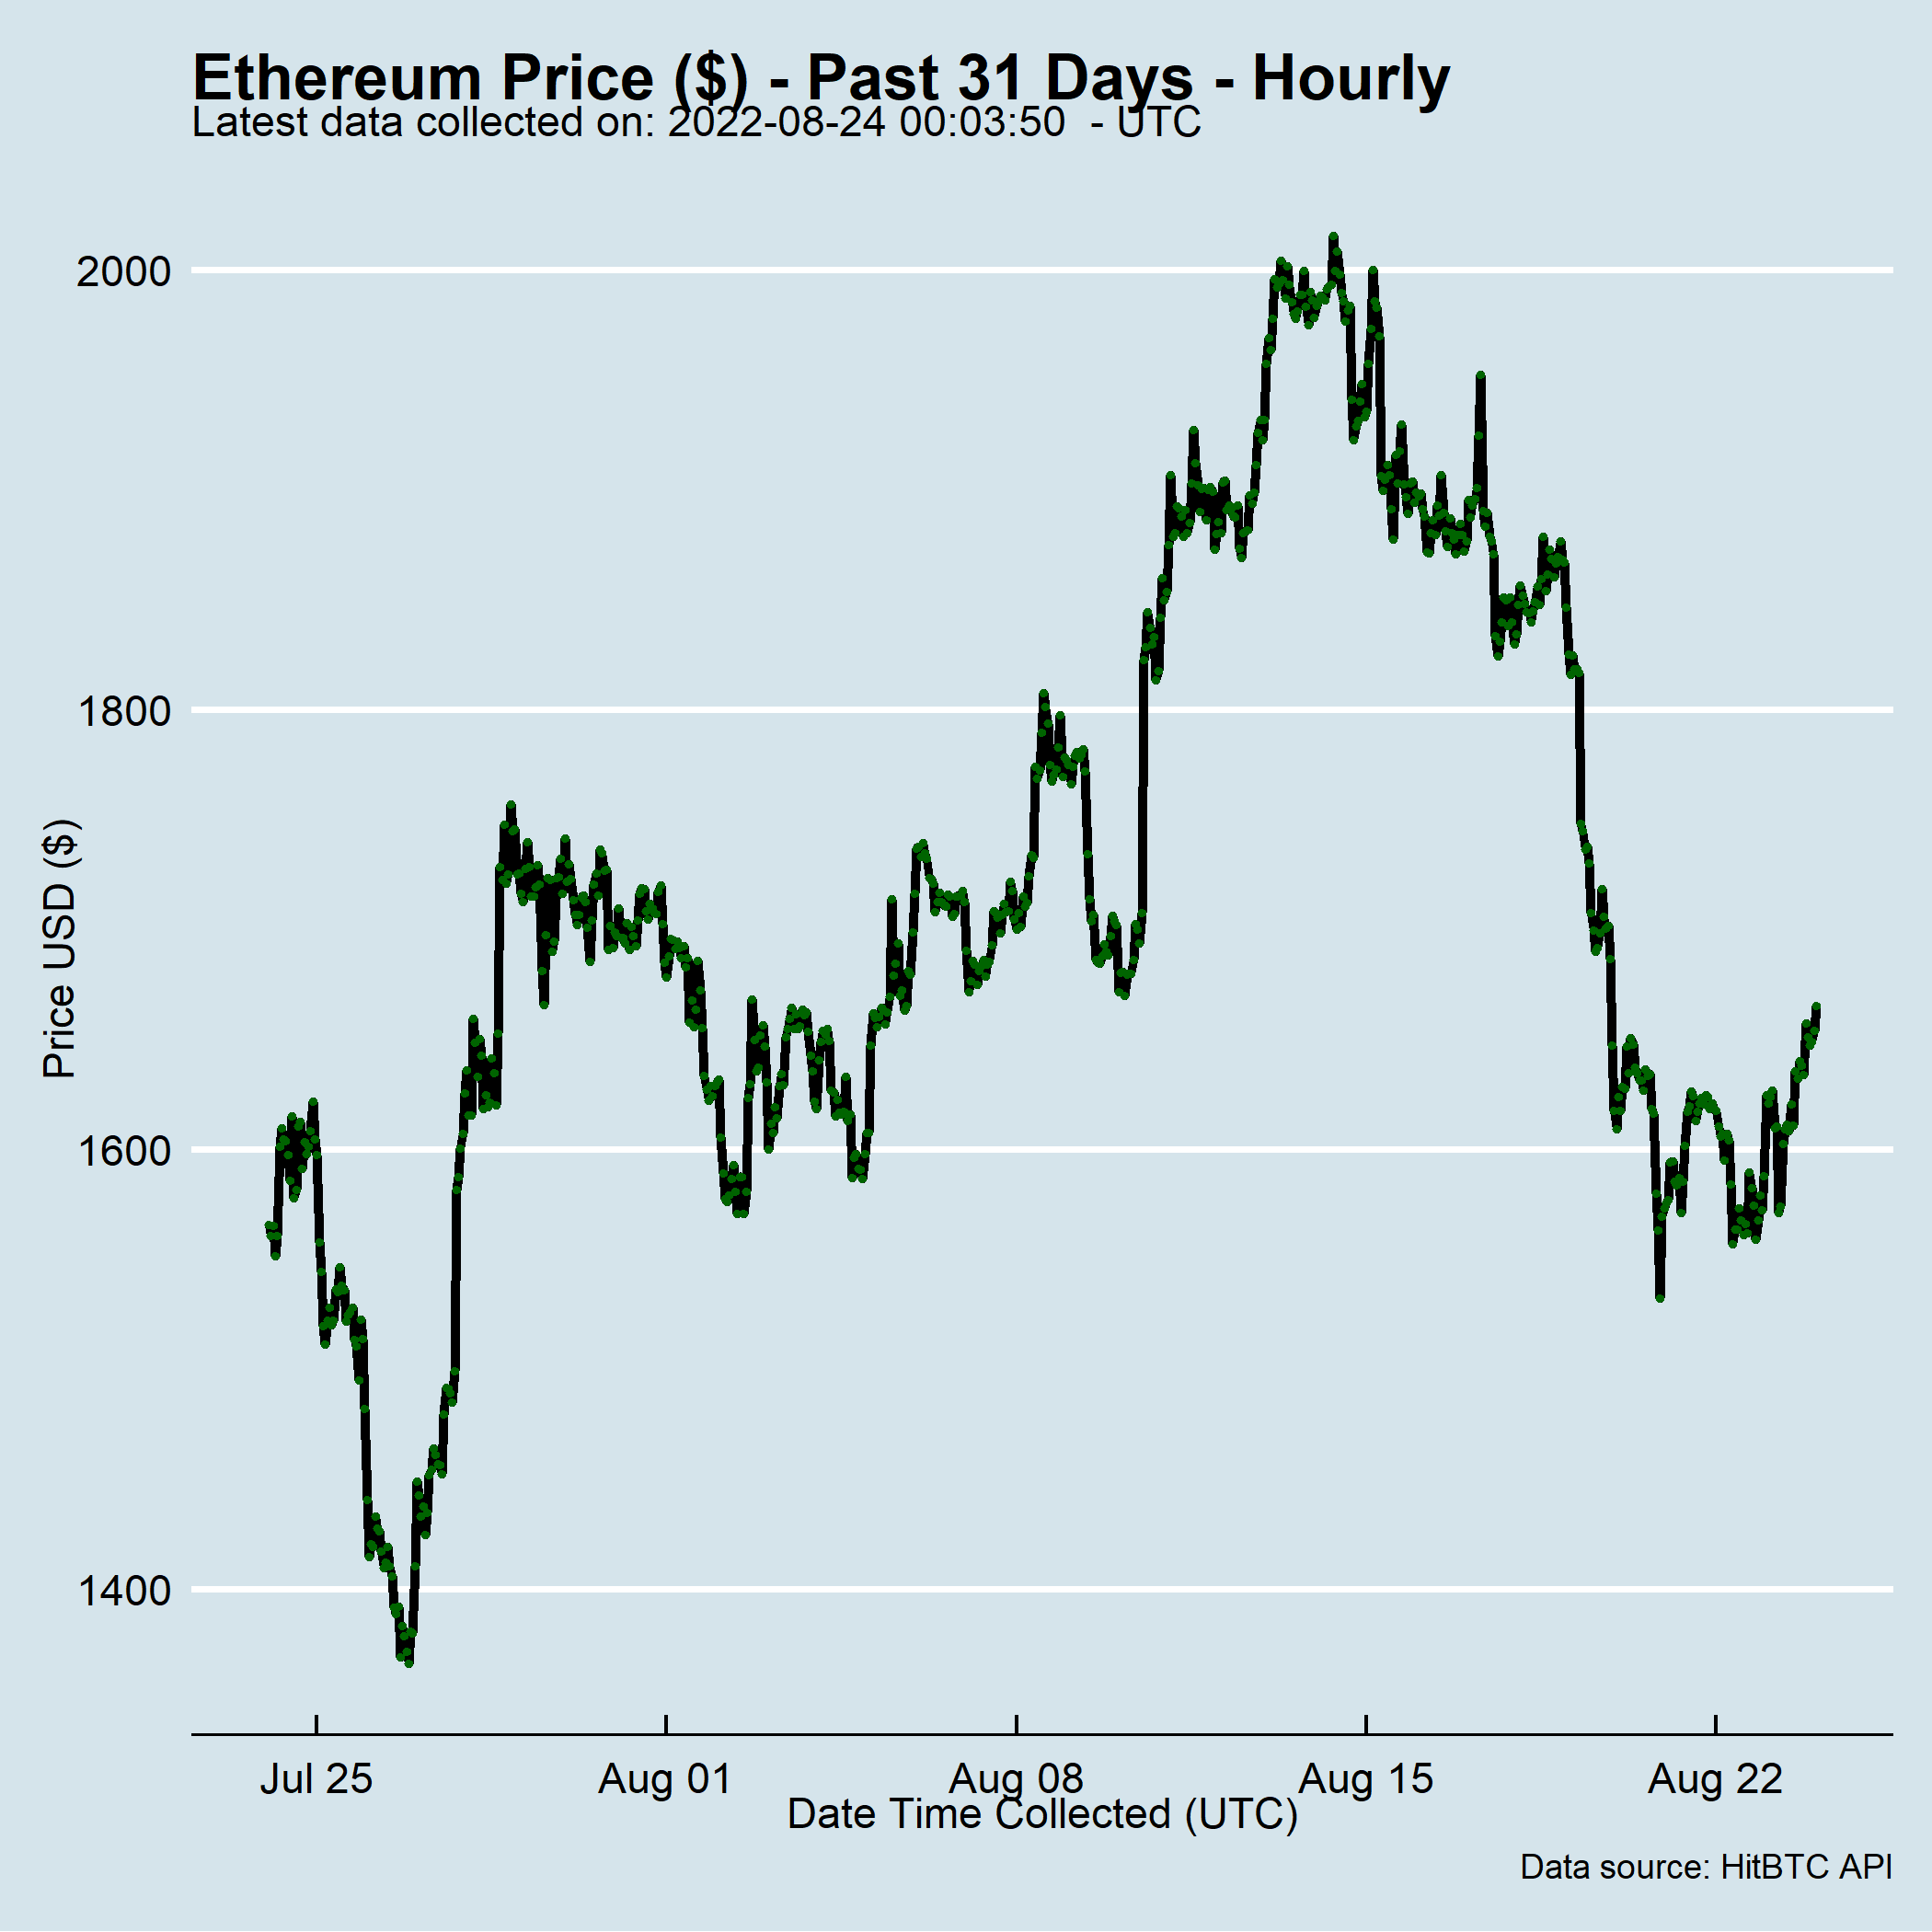 Ethereum Price ($) - Past 31 Days - Hourly
Latest data collected on: 2022-08-24 00:03:50  - UTC
2000
1800
1600
1400
Price USD ($)
Jul 25 Aug 01 Aug 08 Aug 15 Aug 22
Date Time Collected (UTC)
Data source: HitBTC API